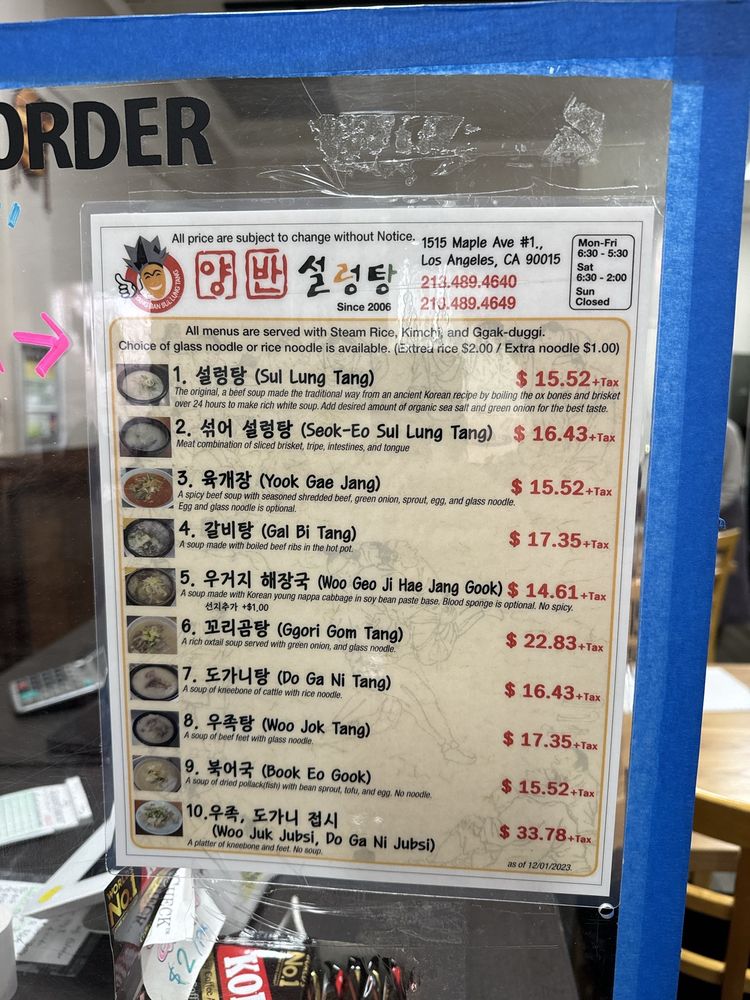 ORDER
All price are subject to change without Notice.
1515 Maple Ave #1.,
Los Angeles, CA 90015
213.489.4640
213.489.4649
Mon-Fri
6:30 - 5:30
Sat
6:30 - 2:00
Sun
Closed
양반 설렁탕
YANG BAN SUL LUNG TANG
Since 2006
All menus are served with Steam Rice, Kimchi, and Ggak-duggi.
Choice of glass noodle or rice noodle is available. (Extrea rice $2.00 / Extra noodle $1.00)
1. 설렁탕 (Sul Lung Tang) $ 15.52+Tax
The original, a beef soup made the traditional way from an ancient Korean recipe by boiling the ox bones and brisket
over 24 hours to make rich white soup. Add desired amount of organic sea salt and green onion for the best taste.
2. 섞어 설렁탕 (Seok-Eo Sul Lung Tang) $ 16.43+Tax
Meat combination of sliced brisket, tripe, intestines, and tongue
3. 육개장 (Yook Gae Jang) $ 15.52+Tax
A spicy beef soup with seasoned shredded beef, green onion, sprout, egg, and glass noodle.
Egg and glass noodle is optional.
4. 갈비탕 (Gal Bi Tang) $ 17.35+Tax
A soup made with boiled beef ribs in the hot pot.
5. 우거지 해장국 (Woo Geo Ji Hae Jang Gook) $ 14.61+Tax
A soup made with Korean young nappa cabbage in soy bean paste base. Blood sponge is optional. No spicy.
선지추가 +$1,00
6. 꼬리곰탕 (Ggori Gom Tang) $ 22.83+Tax
A rich oxtail soup served with green onion, and glass noodle.
7. 도가니탕 (Do Ga Ni Tang) $ 16.43+Tax
A soup of kneebone of cattle with rice noodle.
8. 우족탕 (Woo Jok Tang) $ 17.35+Tax
A soup of beef feet with glass noodle.
9. 북어국 (Book Eo Gook) $ 15.52+Tax
A soup of dried pollack(fish) with bean sprout, tofu, and egg. No noodle.
10.우족, 도가니 접시
(Woo Juk Jubsi, Do Ga Ni Jubsi) $ 33.78+Tax
A platter of kneebone and feet. No soup.
as of 12/01/2023.
$2
No1